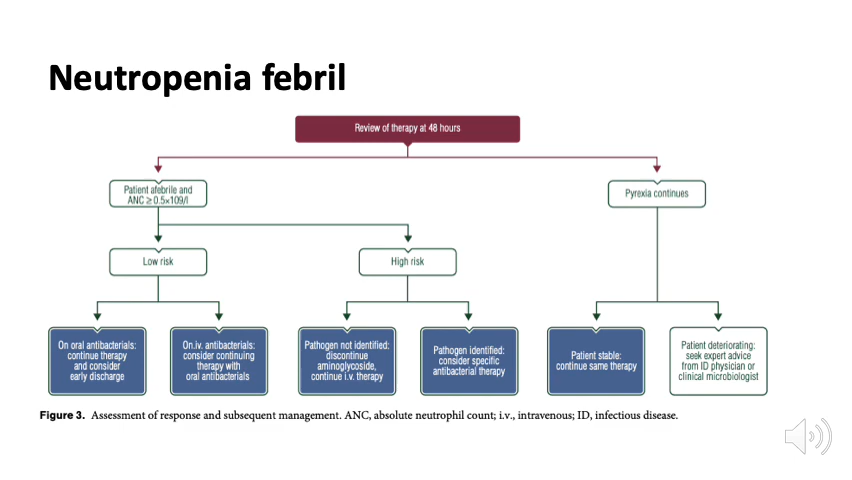 Neutropenia febril
Review of therapy at 48 hours
Patient afebrile and
ANC ≥ 0.5×109/l
Pyrexia continues
Low risk
High risk
On oral antibacterials:
continue therapy
and consider
early discharge
On.iv. antibacterials:
consider continuing
therapy with
oral antibacterials
Pathogen not identified:
discontinue
aminoglycoside,
continue i.v. therapy
Pathogen identified:
consider specific
antibacterial therapy
Patient stable:
continue same therapy
Patient deteriorating:
seek expert advice
from ID physician or
clinical microbiologist
Figure 3. Assessment of response and subsequent management. ANC, absolute neutrophil count; i.v., intravenous; ID, infectious disease.